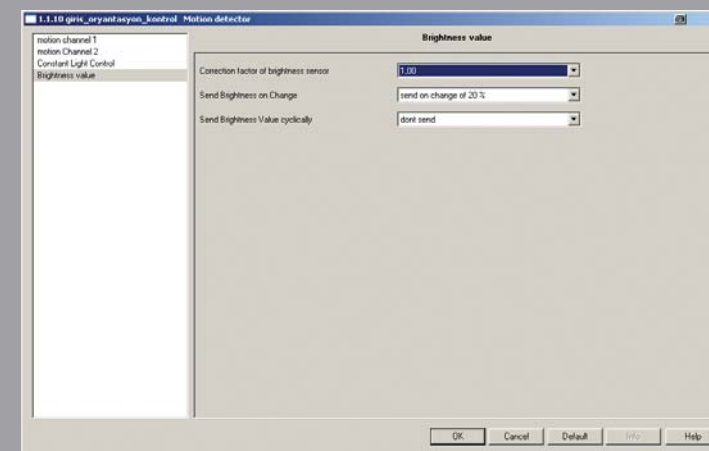 1.1.10 giris_oryantasyon_kontrol Motion detector
motion channel 1
motion Channel 2
Constant Light Control
Brightness value
Brightness value
Correction factor of brightness sensor
1,00
Send Brightness on Change
send on change of 20 %
Send Brightness Value cyclically
dont send
OK
Cancel
Default
Info
Help